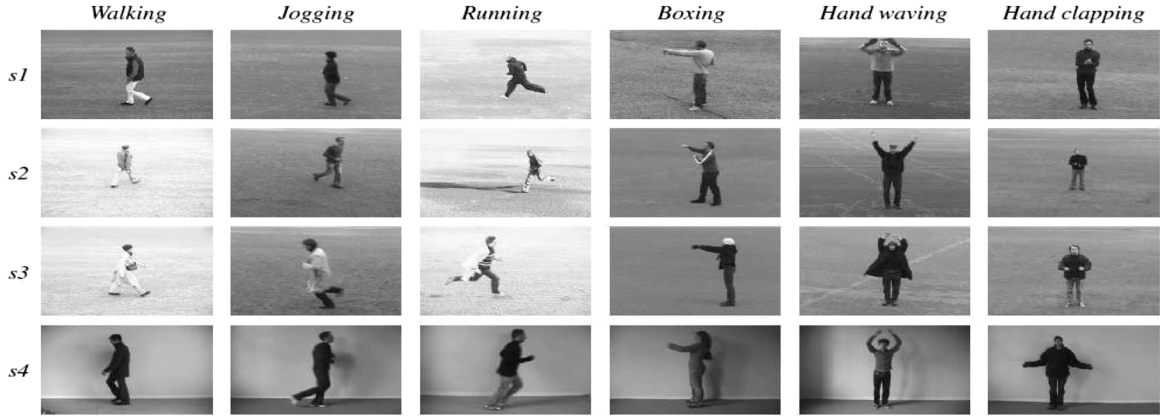 Walking Jogging Running Boxing Hand waving Hand clapping
s1
s2
s3
s4